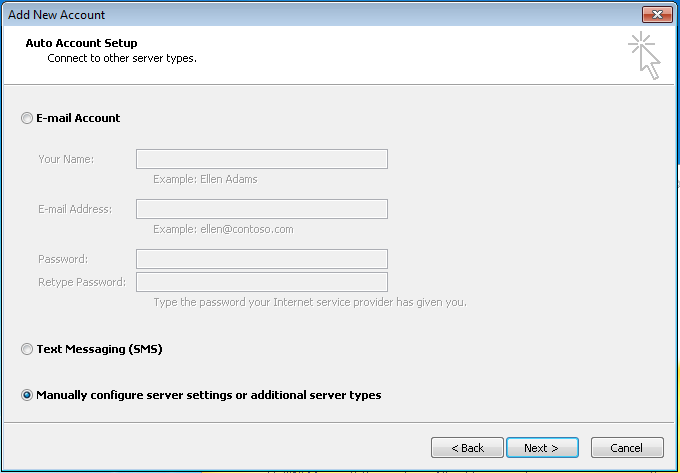 Add New Account
Auto Account Setup
Connect to other server types.
E-mail Account
Your Name:
Example: Ellen Adams
E-mail Address:
Example: ellen@contoso.com
Password:
Retype Password:
Type the password your Internet service provider has given you.
Text Messaging (SMS)
Manually configure server settings or additional server types
< Back Next > Cancel